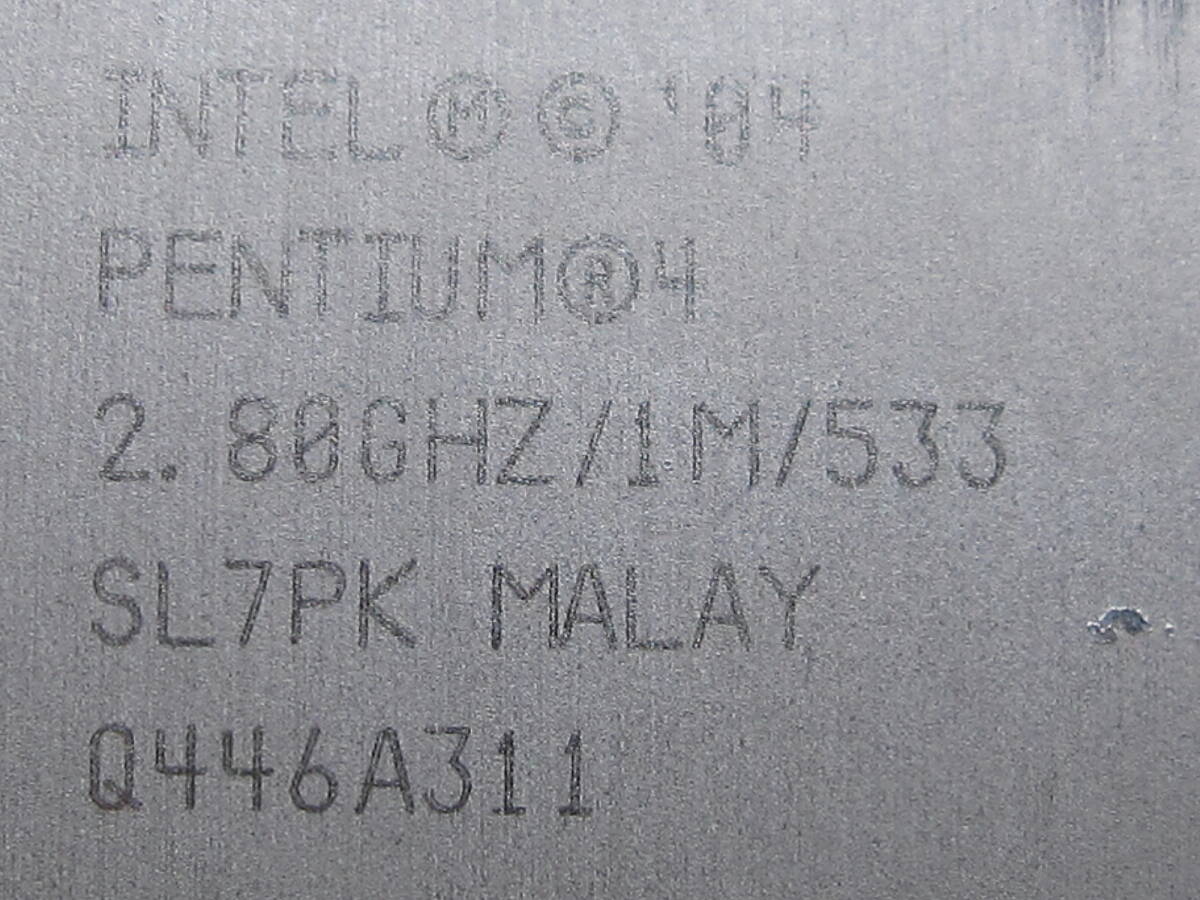 INTEL Ⓜ © '04
PENTIUM®4
2.80GHZ/1M/533
SL7PK MALAY
Q446A311